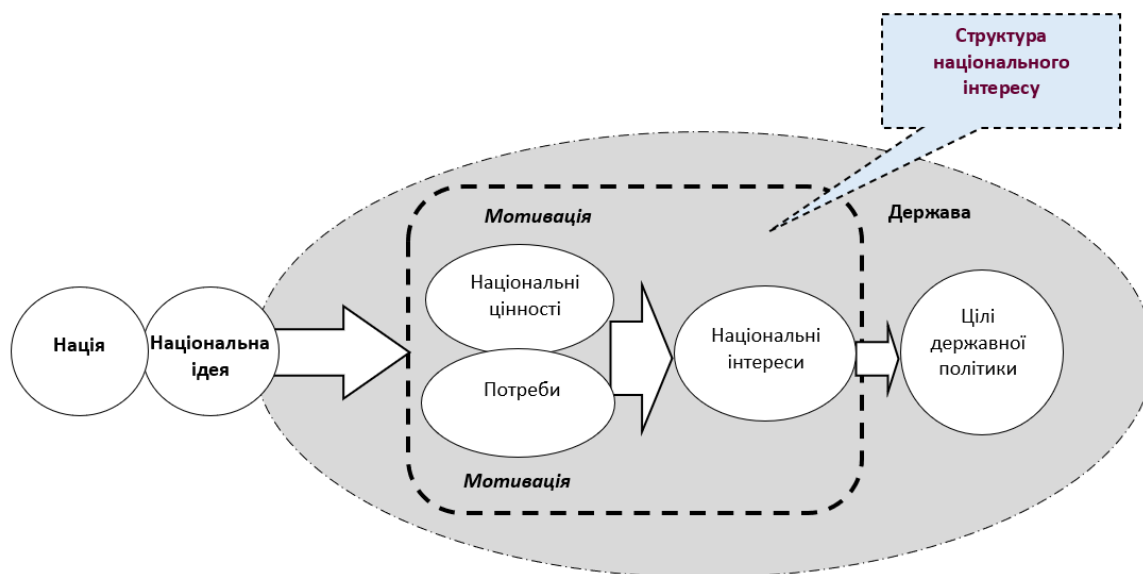 Структура
національного
інтересу
Держава
Мотивація
Національні
цінності
Потреби
Мотивація
Нація
Національна
ідея
Національні
інтереси
Цілі
державної
політики